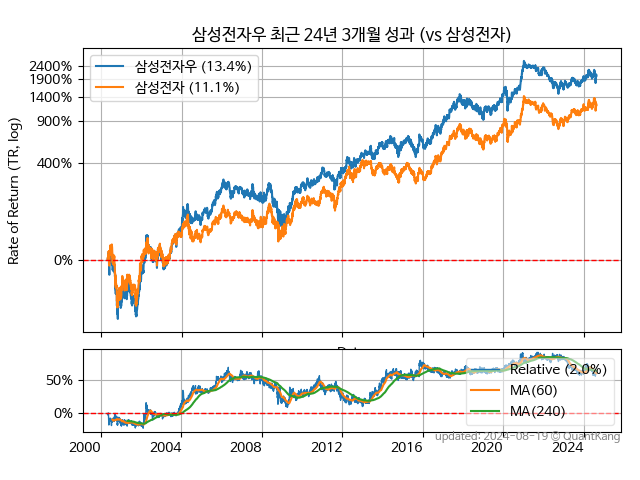 삼성전자우 최근 24년 3개월 성과 (vs 삼성전자)
Rate of Return (TR, log)
2400%
1900%
1400%
900%
400%
0%
삼성전자우 (13.4%)
삼성전자 (11.1%)
50%
0%
Relative (2.0%)
MA(60)
MA(240)
2000
2004
2008
2012
2016
2020
2024
updated: 2024-08-19 © QuantKang